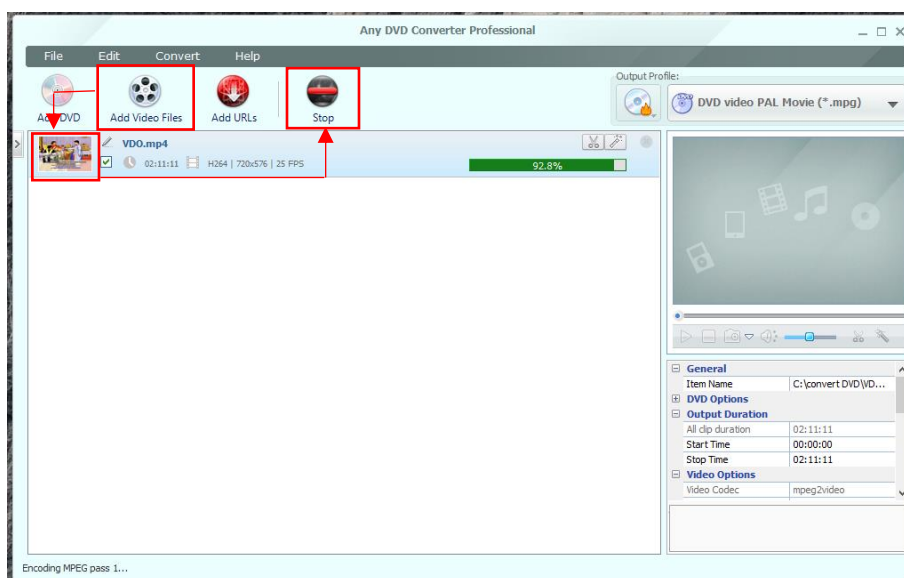 Any DVD Converter Professional
File Edit Convert Help
Output Profile:
Add DVD Add Video Files Add URLs Stop
DVD video PAL Movie (*.mpg)
VDO.mp4
02:11:11 H264 | 720x576 | 25 FPS
92.8%
General
Item Name C:\convert DVD\VD...
DVD Options
Output Duration
All clip duration 02:11:11
Start Time 00:00:00
Stop Time 02:11:11
Video Options
Video Codec mpeg2video
Encoding MPEG pass 1...